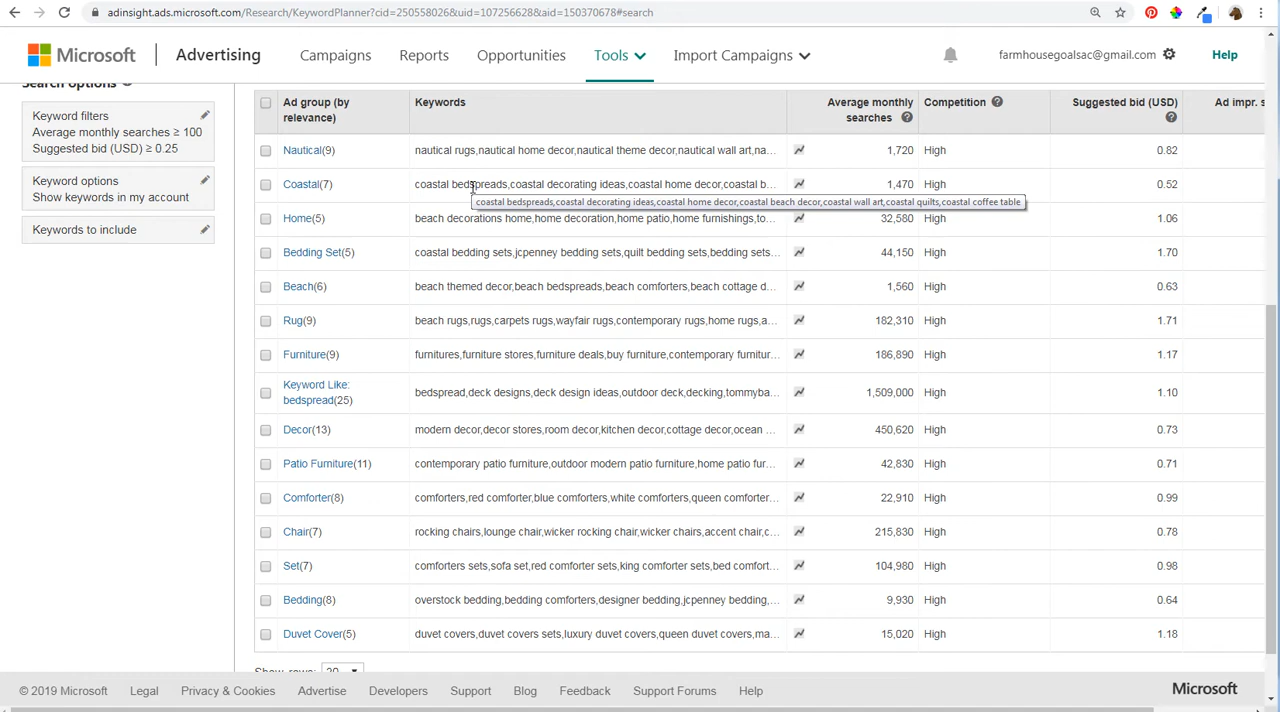 adinsight.ads.microsoft.com/Research/KeywordPlanner?cid=250558026&uid=107256628&aid=150370678#search
Microsoft
Advertising
Campaigns
Reports
Opportunities
Tools
Import Campaigns
farmhousegoalsac@gmail.com
Help
Search options
Keyword filters
Average monthly searches ≥ 100
Suggested bid (USD) ≥ 0.25
Keyword options
Show keywords in my account
Keywords to include
Ad group (by relevance) Keywords Average monthly searches Competition Suggested bid (USD) Ad impr. s
Nautical(9) nautical rugs,nautical home decor,nautical theme decor,nautical wall art,na... 1,720 High 0.82
Coastal(7) coastal bedspreads,coastal decorating ideas,coastal home decor,coastal b... 1,470 High 0.52
coastal bedspreads,coastal decorating ideas,coastal home decor,coastal beach decor,coastal wall art,coastal quilts,coastal coffee table
Home(5) beach decorations home,home decoration,home patio,home furnishings,to... 32,580 High 1.06
Bedding Set(5) coastal bedding sets,jcpenney bedding sets,quilt bedding sets,bedding sets... 44,150 High 1.70
Beach(6) beach themed decor,beach bedspreads,beach comforters,beach cottage d... 1,560 High 0.63
Rug(9) beach rugs,rugs,carpets rugs,wayfair rugs,contemporary rugs,home rugs,a... 182,310 High 1.71
Furniture(9) furnitures,furniture stores,furniture deals,buy furniture,contemporary furnitur... 186,890 High 1.17
Keyword Like: bedspread(25) bedspread,deck designs,deck design ideas,outdoor deck,decking,tommyba... 1,509,000 High 1.10
Decor(13) modern decor,decor stores,room decor,kitchen decor,cottage decor,ocean ... 450,620 High 0.73
Patio Furniture(11) contemporary patio furniture,outdoor modern patio furniture,home patio fur... 42,830 High 0.71
Comforter(8) comforters,red comforter,blue comforters,white comforters,queen comforter... 22,910 High 0.99
Chair(7) rocking chairs,lounge chair,wicker rocking chair,wicker chairs,accent chair,c... 215,830 High 0.78
Set(7) comforters sets,sofa set,red comforter sets,king comforter sets,bed comfort... 104,980 High 0.98
Bedding(8) overstock bedding,bedding comforters,designer bedding,jcpenney bedding,... 9,930 High 0.64
Duvet Cover(5) duvet covers,duvet covers sets,luxury duvet covers,queen duvet covers,ma... 15,020 High 1.18
Show rows: 20
© 2019 Microsoft Legal Privacy & Cookies Advertise Developers Support Blog Feedback Support Forums Help Microsoft